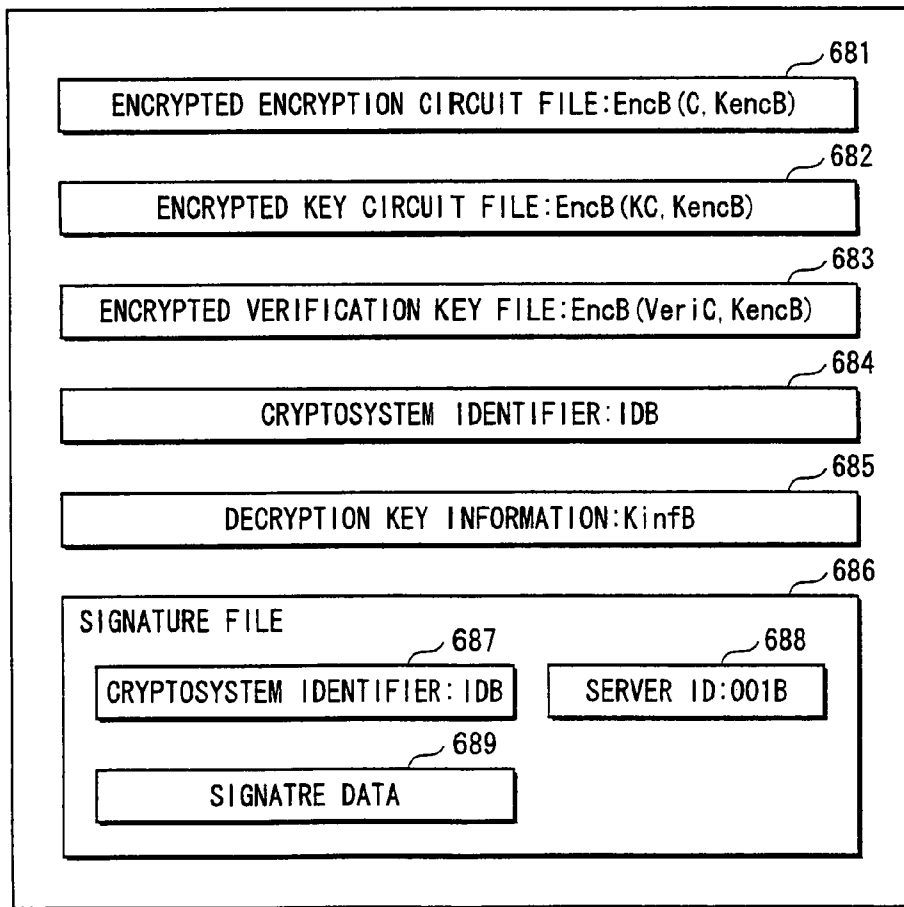 681
ENCRYPTED ENCRYPTION CIRCUIT FILE:EncB(C,KencB)
682
ENCRYPTED KEY CIRCUIT FILE:EncB(KC,KencB)
683
ENCRYPTED VERIFICATION KEY FILE:EncB(VeriC,KencB)
684
CRYPTOSYSTEM IDENTIFIER:IDB
685
DECRYPTION KEY INFORMATION:KinfB
686
SIGNATURE FILE
687
688
CRYPTOSYSTEM IDENTIFIER:IDB
SERVER ID:001B
689
SIGNATRE DATA